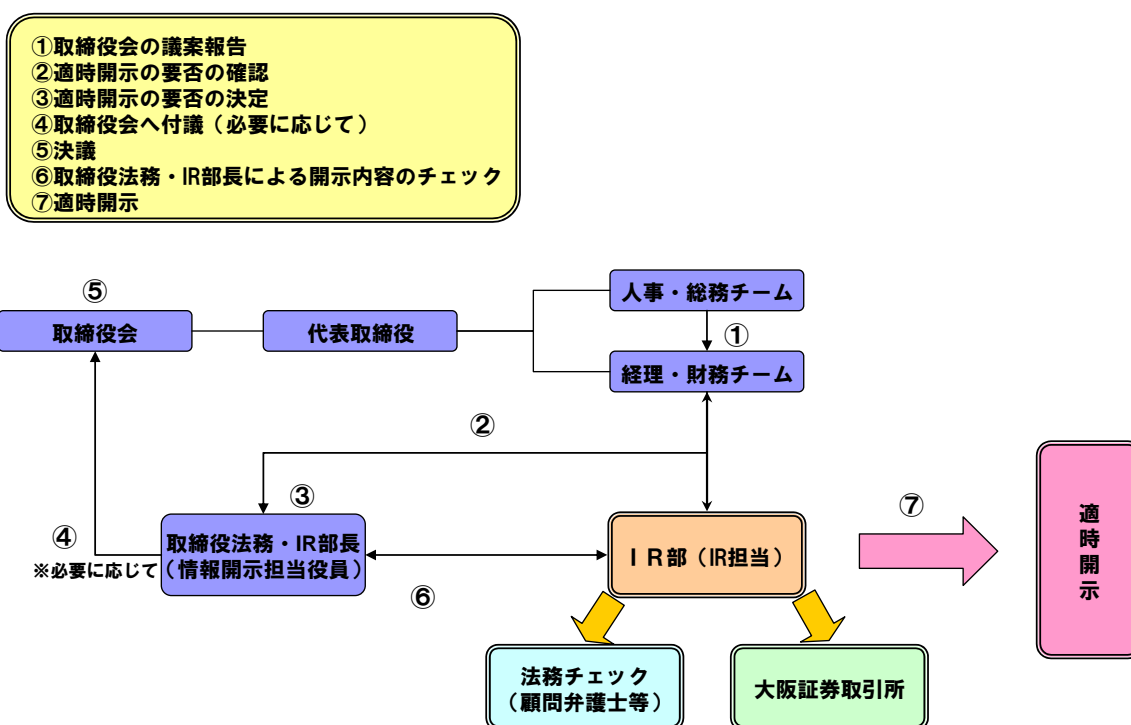 ①取締役会の議案報告
②適時開示の要否の確認
③適時開示の要否の決定
④取締役会へ付議（必要に応じて）
⑤決議
⑥取締役法務・IR部長による開示内容のチェック
⑦適時開示
⑤
人事・総務チーム
取締役会
代表取締役
①
経理・財務チーム
②
③
④
※必要に応じて
取締役法務・IR部長
（情報開示担当役員）
⑥
ＩＲ部（IR担当）
⑦
適時開示
法務チェック
（顧問弁護士等）
大阪証券取引所